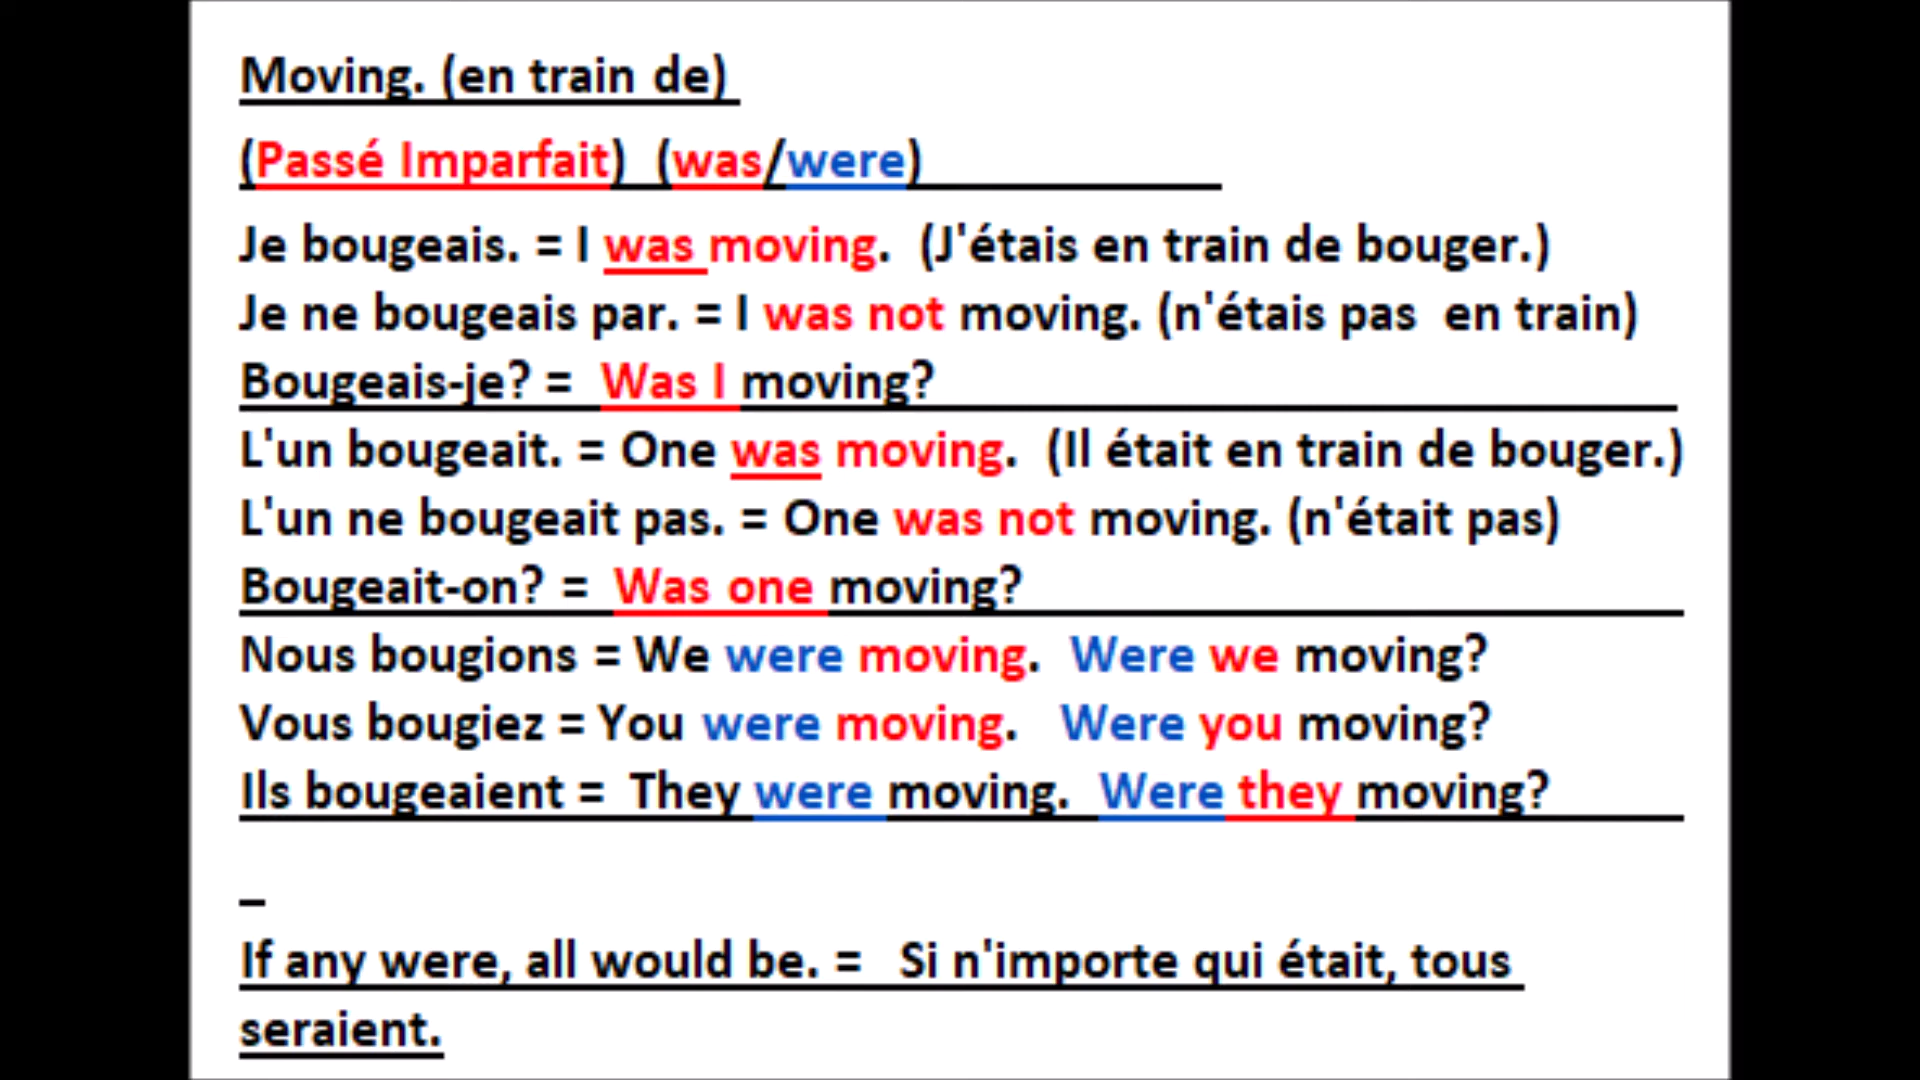 Moving. (en train de)
(Passé Imparfait) (was/were)
Je bougeais. = I was moving. (J'étais en train de bouger.)
Je ne bougeais par. = I was not moving. (n'étais pas en train)
Bougeais-je? = Was I moving?
L'un bougeait. = One was moving. (Il était en train de bouger.)
L'un ne bougeait pas. = One was not moving. (n'était pas)
Bougeait-on? = Was one moving?
Nous bougions = We were moving. Were we moving?
Vous bougiez = You were moving. Were you moving?
Ils bougeaient = They were moving. Were they moving?
_
If any were, all would be. = Si n'importe qui était, tous
seraient.